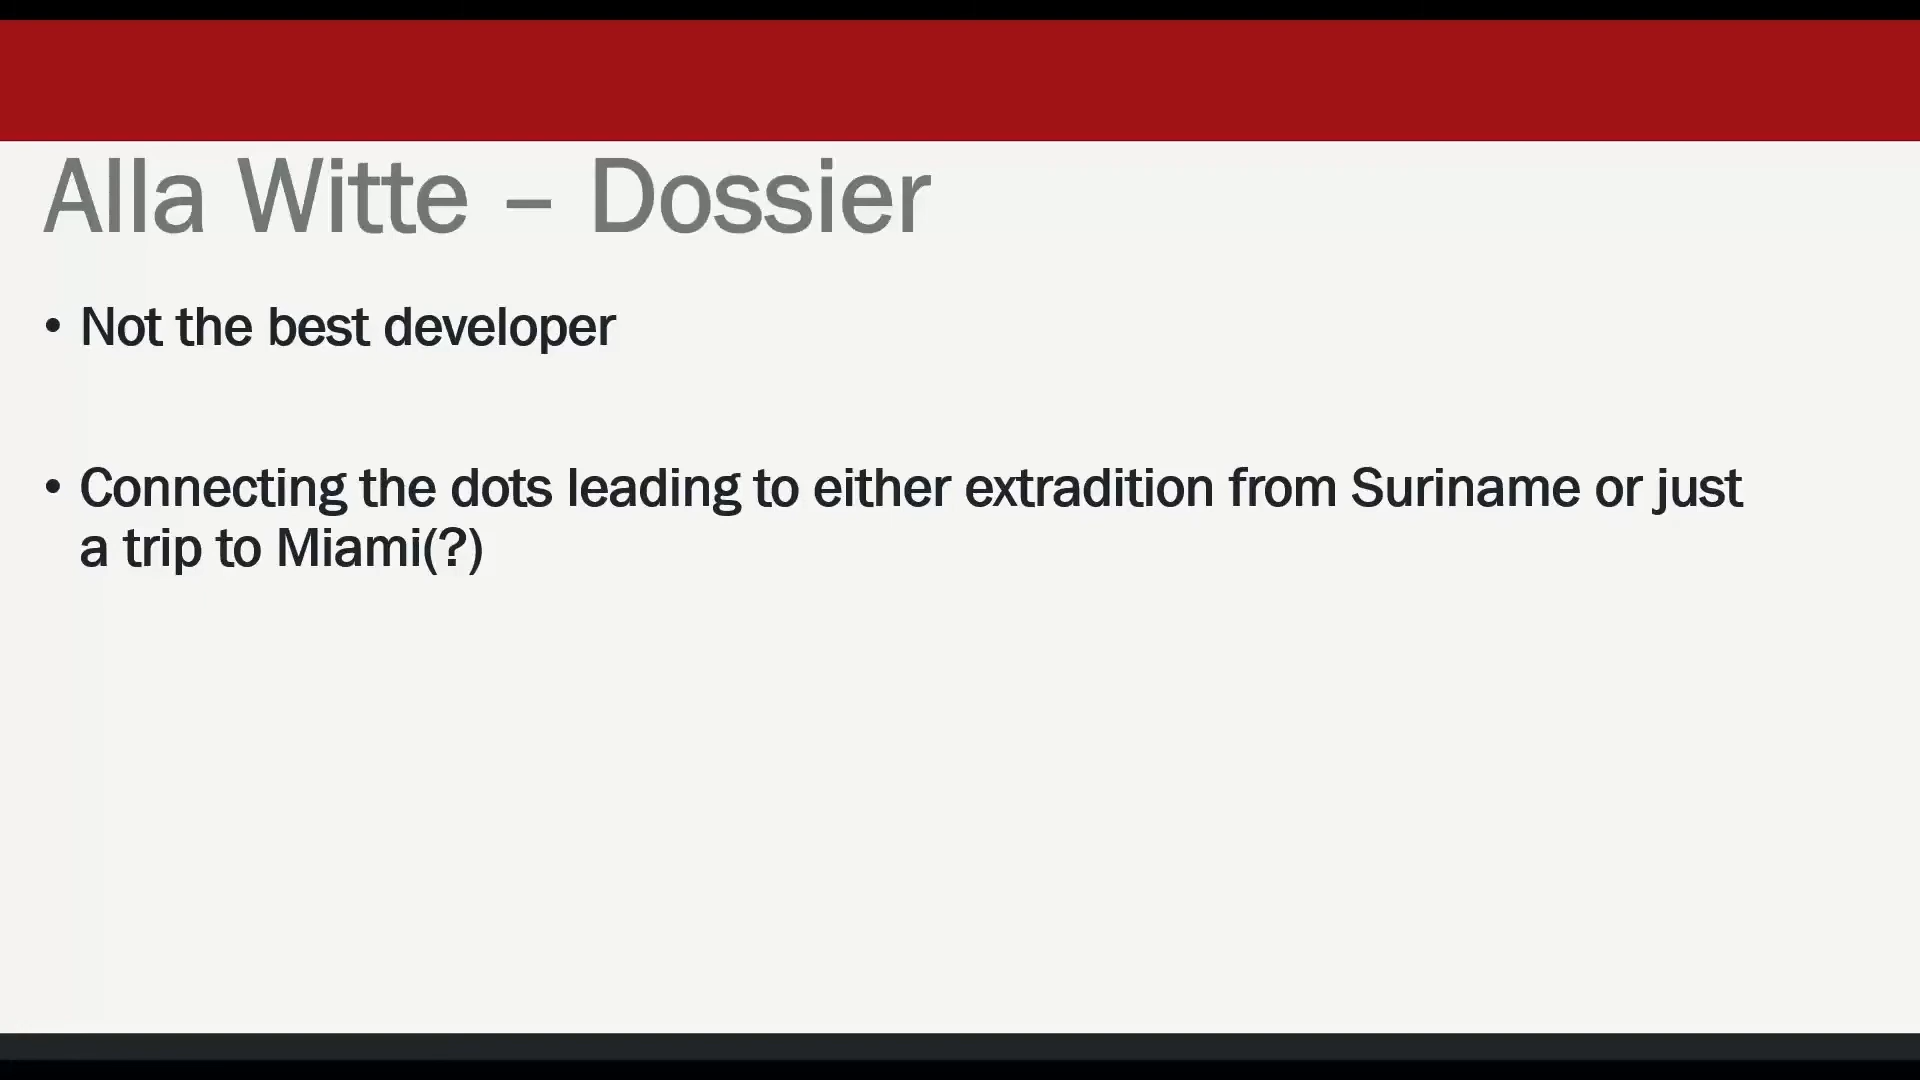 Alla Witte – Dossier
• Not the best developer
• Connecting the dots leading to either extradition from Suriname or just
a trip to Miami(?)